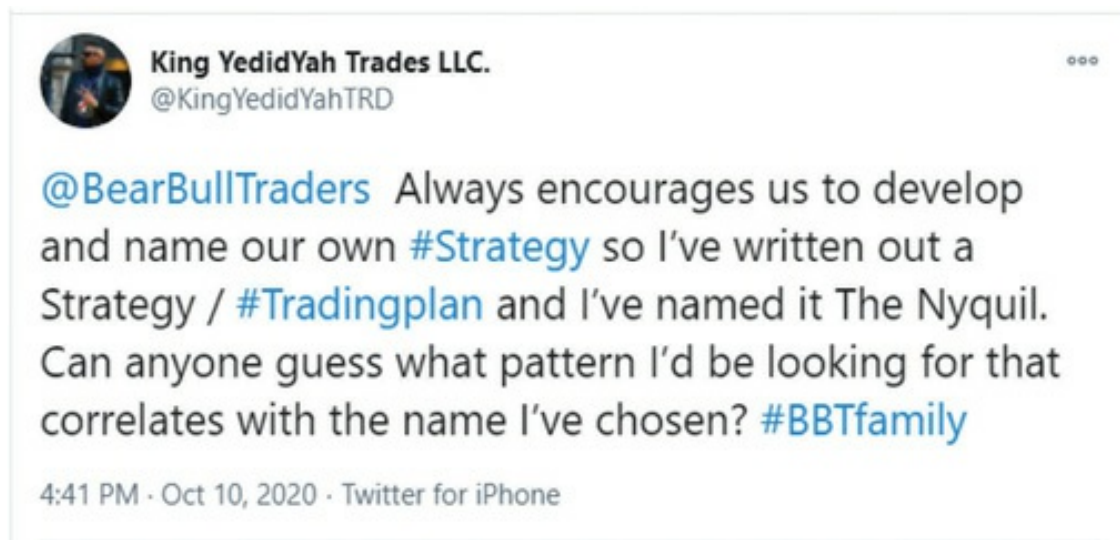 King YedidYah Trades LLC.
@KingYedidYahTRD
@BearBullTraders Always encourages us to develop
and name our own #Strategy so I've written out a
Strategy / #Tradingplan and I've named it The Nyquil.
Can anyone guess what pattern I'd be looking for that
correlates with the name I've chosen? #BBTfamily
4:41 PM · Oct 10, 2020 · Twitter for iPhone